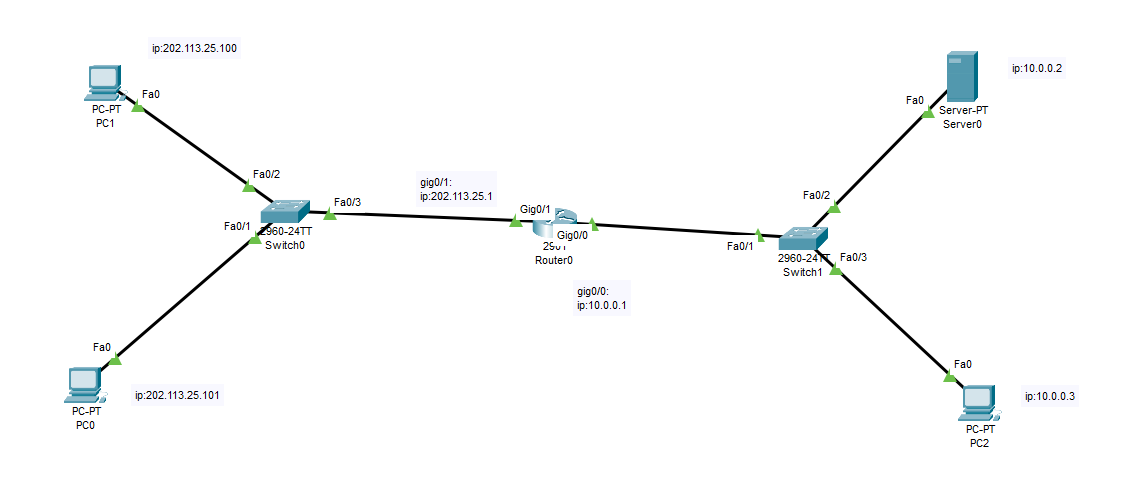 ip:202.113.25.100
Fa0
PC-PT
PC1
Fa0/2
Fa0/1
Fa0/3
2960-24TT
Switch0
gig0/1:
ip:202.113.25.1
Gig0/1
Gig0/0
2901
Router0
gig0/0:
ip:10.0.0.1
ip:10.0.0.2
Fa0
Server-PT
Server0
Fa0/2
Fa0/1
Fa0/3
2960-24TT
Switch1
Fa0
PC-PT
PC0
ip:202.113.25.101
Fa0
ip:10.0.0.3
PC-PT
PC2